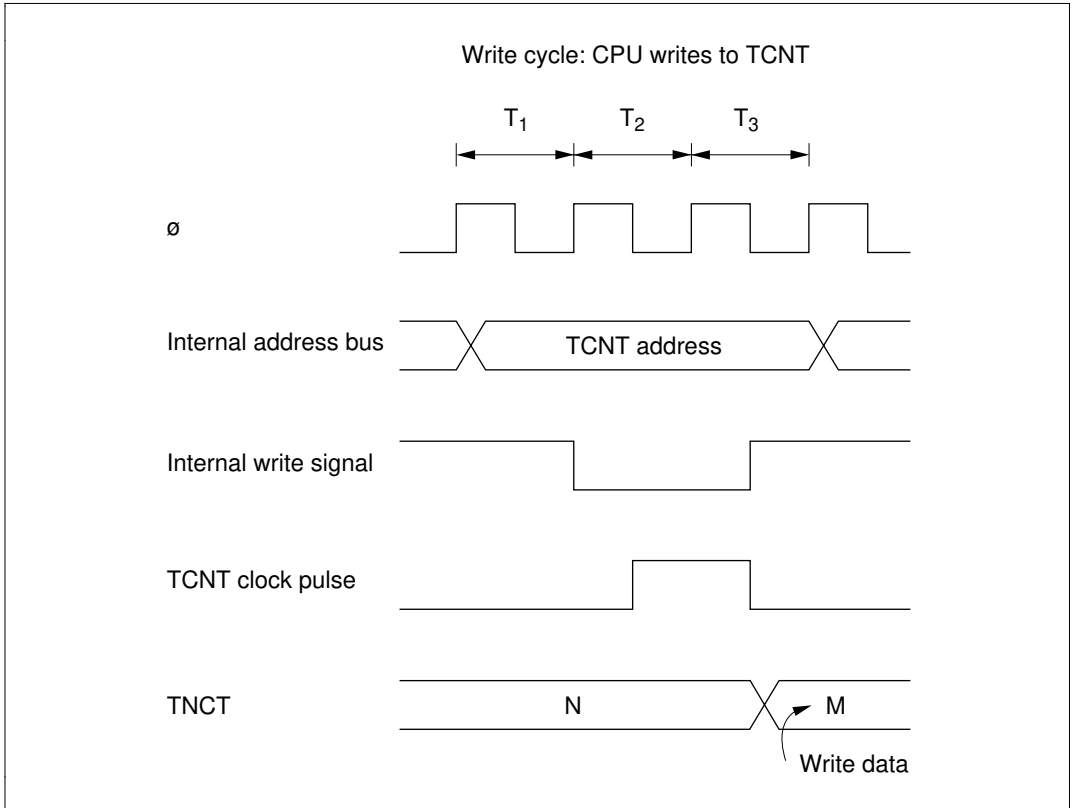 Write cycle: CPU writes to TCNT
T1 T2 T3
ø
Internal address bus
TCNT address
Internal write signal
TCNT clock pulse
TNCT
N
M
Write data